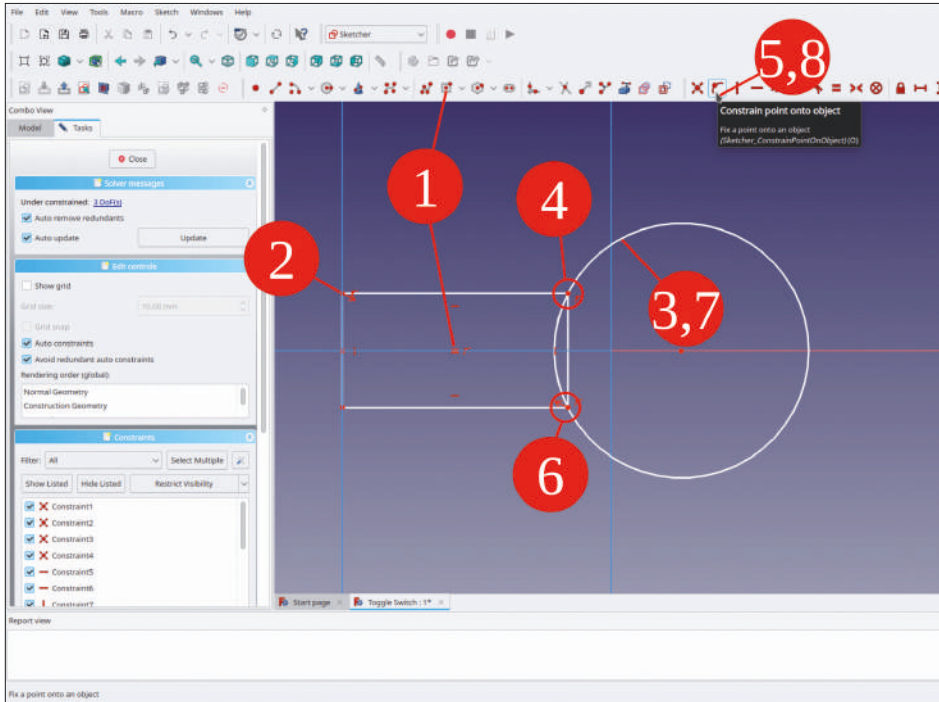 File Edit View Tools Macro Sketch Windows Help
Sketcher
5,8
Combo View
Constrain point onto object
Model Tasks
Fix a point onto an object
(Sketcher_ConstrainPointOnObject) (O)
Close
Solver messages
1
4
Under constrained: 3 DoF(s)
Auto remove redundants
Auto update Update
2
Edit controls
Show grid
3,7
Grid size: 10.00 mm
Grid snap
Auto constraints
Avoid redundant auto constraints
Rendering order (global):
Normal Geometry
Construction Geometry
Constraints
6
Filter: All Select Multiple
Show Listed Hide Listed Restrict Visibility
Constraint1
Constraint2
Constraint3
Constraint4
Constraint5
Constraint6
Constraint7
Start page Toggle Switch : 1*
Report view
Fix a point onto an object